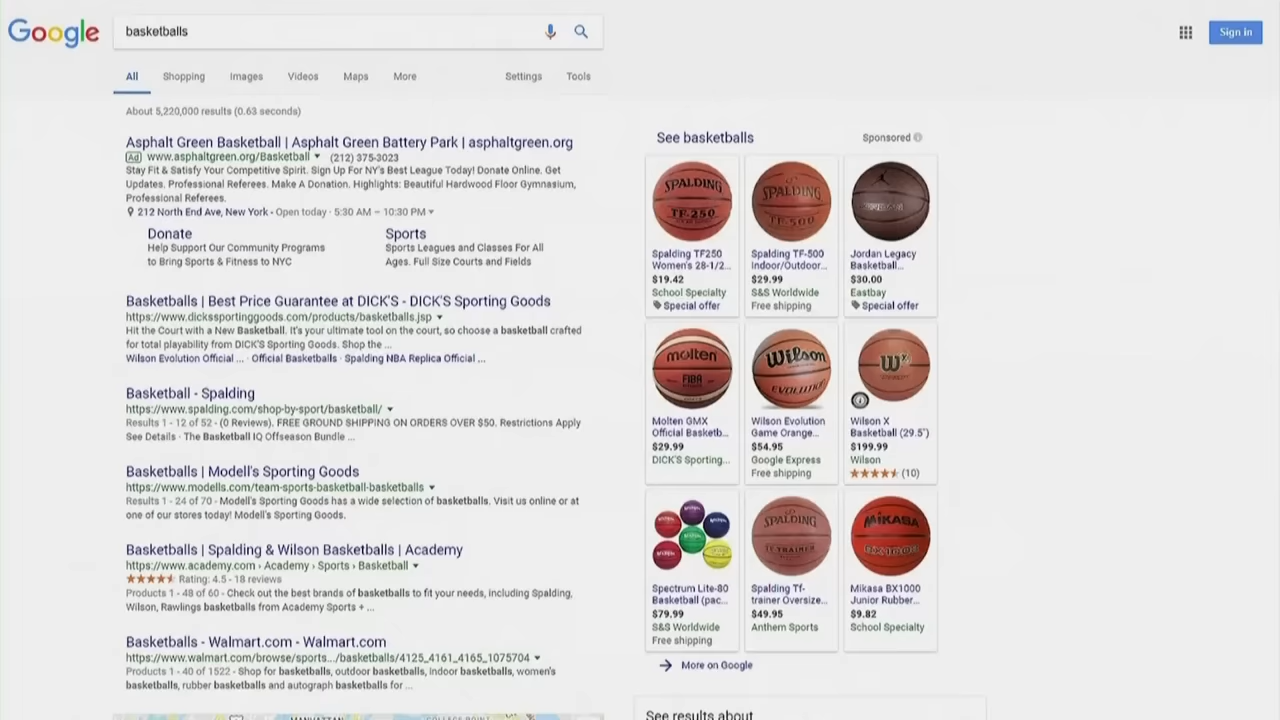 Google
basketballs
Sign in
All Shopping Images Videos Maps More Settings Tools
About 5,220,000 results (0.63 seconds)
Asphalt Green Basketball | Asphalt Green Battery Park | asphaltgreen.org
Ad www.asphaltgreen.org/Basketball (212) 375-3023
Stay Fit & Satisfy Your Competitive Spirit. Sign Up For NY's Best League Today! Donate Online. Get
Updates. Professional Referees. Make A Donation. Highlights: Beautiful Hardwood Floor Gymnasium,
Professional Referees.
212 North End Ave, New York - Open today · 5:30 AM – 10:30 PM
Donate
Help Support Our Community Programs
to Bring Sports & Fitness to NYC
Sports
Sports Leagues and Classes For All
Ages. Full Size Courts and Fields
Basketballs | Best Price Guarantee at DICK'S - DICK'S Sporting Goods
https://www.dickssportinggoods.com/products/basketballs.jsp
Hit the Court with a New Basketball. It's your ultimate tool on the court, so choose a basketball crafted
for total playability from DICK'S Sporting Goods. Shop the ...
Wilson Evolution Official ... · Official Basketballs · Spalding NBA Replica Official ...
Basketball - Spalding
https://www.spalding.com/shop-by-sport/basketball/
Results 1 - 12 of 52 - (0 Reviews). FREE GROUND SHIPPING ON ORDERS OVER $50. Restrictions Apply
See Details · The Basketball IQ Offseason Bundle ...
Basketballs | Modell's Sporting Goods
https://www.modells.com/team-sports-basketball-basketballs
Results 1 - 24 of 70 - Modell's Sporting Goods has a wide selection of basketballs. Visit us online or at
one of our stores today! Modell's Sporting Goods.
Basketballs | Spalding & Wilson Basketballs | Academy
https://www.academy.com › Academy › Sports › Basketball
Rating: 4.5 - 18 reviews
Products 1 - 48 of 60 - Check out the best brands of basketballs to fit your needs, including Spalding,
Wilson, Rawlings basketballs from Academy Sports + ...
Basketballs - Walmart.com - Walmart.com
https://www.walmart.com/browse/sports.../basketballs/4125_4161_4165_1075704
Products 1 - 40 of 1522 - Shop for basketballs, outdoor basketballs, indoor basketballs, women's
basketballs, rubber basketballs and autograph basketballs for ...
MANHATTAN COLLEGE POINT
See basketballs Sponsored
SPALDING
TF-250
Spalding TF250
Women's 28-1/2...
$19.42
School Specialty
Special offer
SPALDING
TF-500
Spalding TF-500
Indoor/Outdoor...
$29.99
S&S Worldwide
Free shipping
Jordan Legacy
Basketball...
$30.00
Eastbay
Special offer
molten
FIBA
Molten GMX
Official Basketb...
$29.99
DICK'S Sporting...
Wilson
EVOLUTION
Wilson Evolution
Game Orange...
$54.95
Google Express
Free shipping
Wx
Wilson X
Basketball (29.5")
$199.99
Wilson
(10)
Spectrum Lite-80
Basketball (pac...
$79.99
S&S Worldwide
Free shipping
SPALDING
TF TRAINER
Spalding Tf-
trainer Oversize...
$49.95
Anthem Sports
MIKASA
BX1000
Mikasa BX1000
Junior Rubber...
$9.82
School Specialty
More on Google
See results about